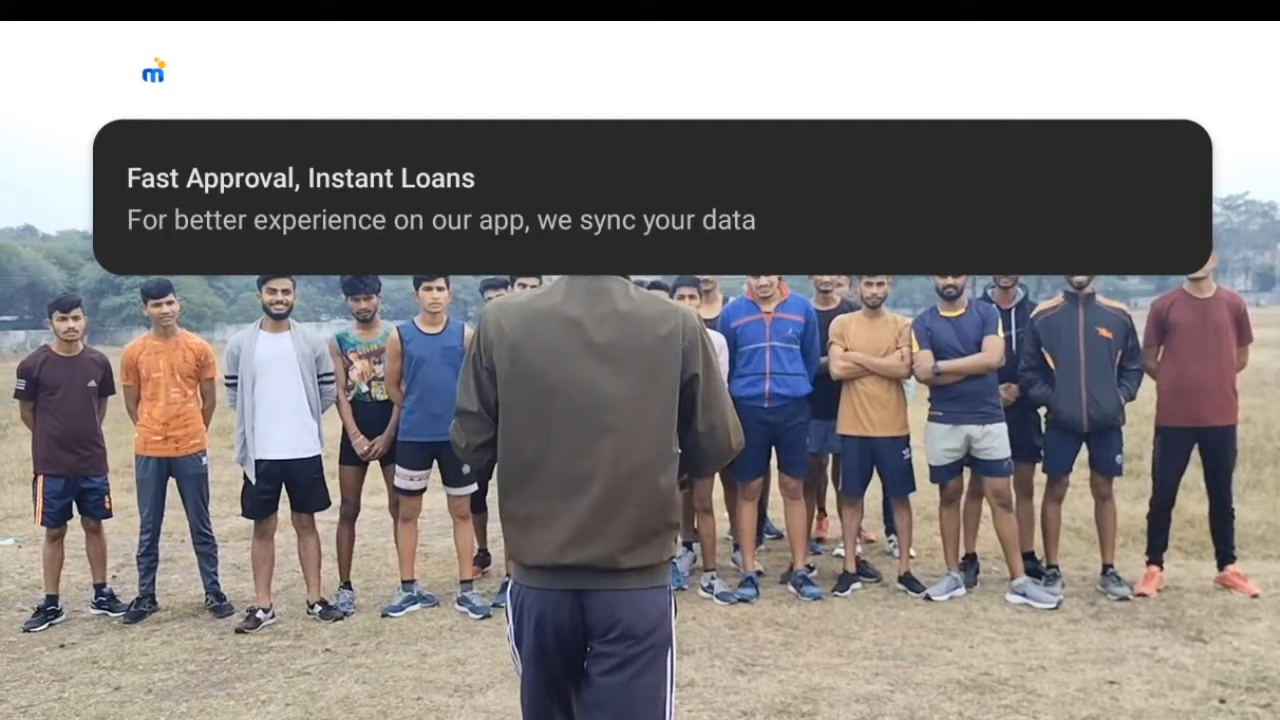 m
Fast Approval, Instant Loans
For better experience on our app, we sync your data